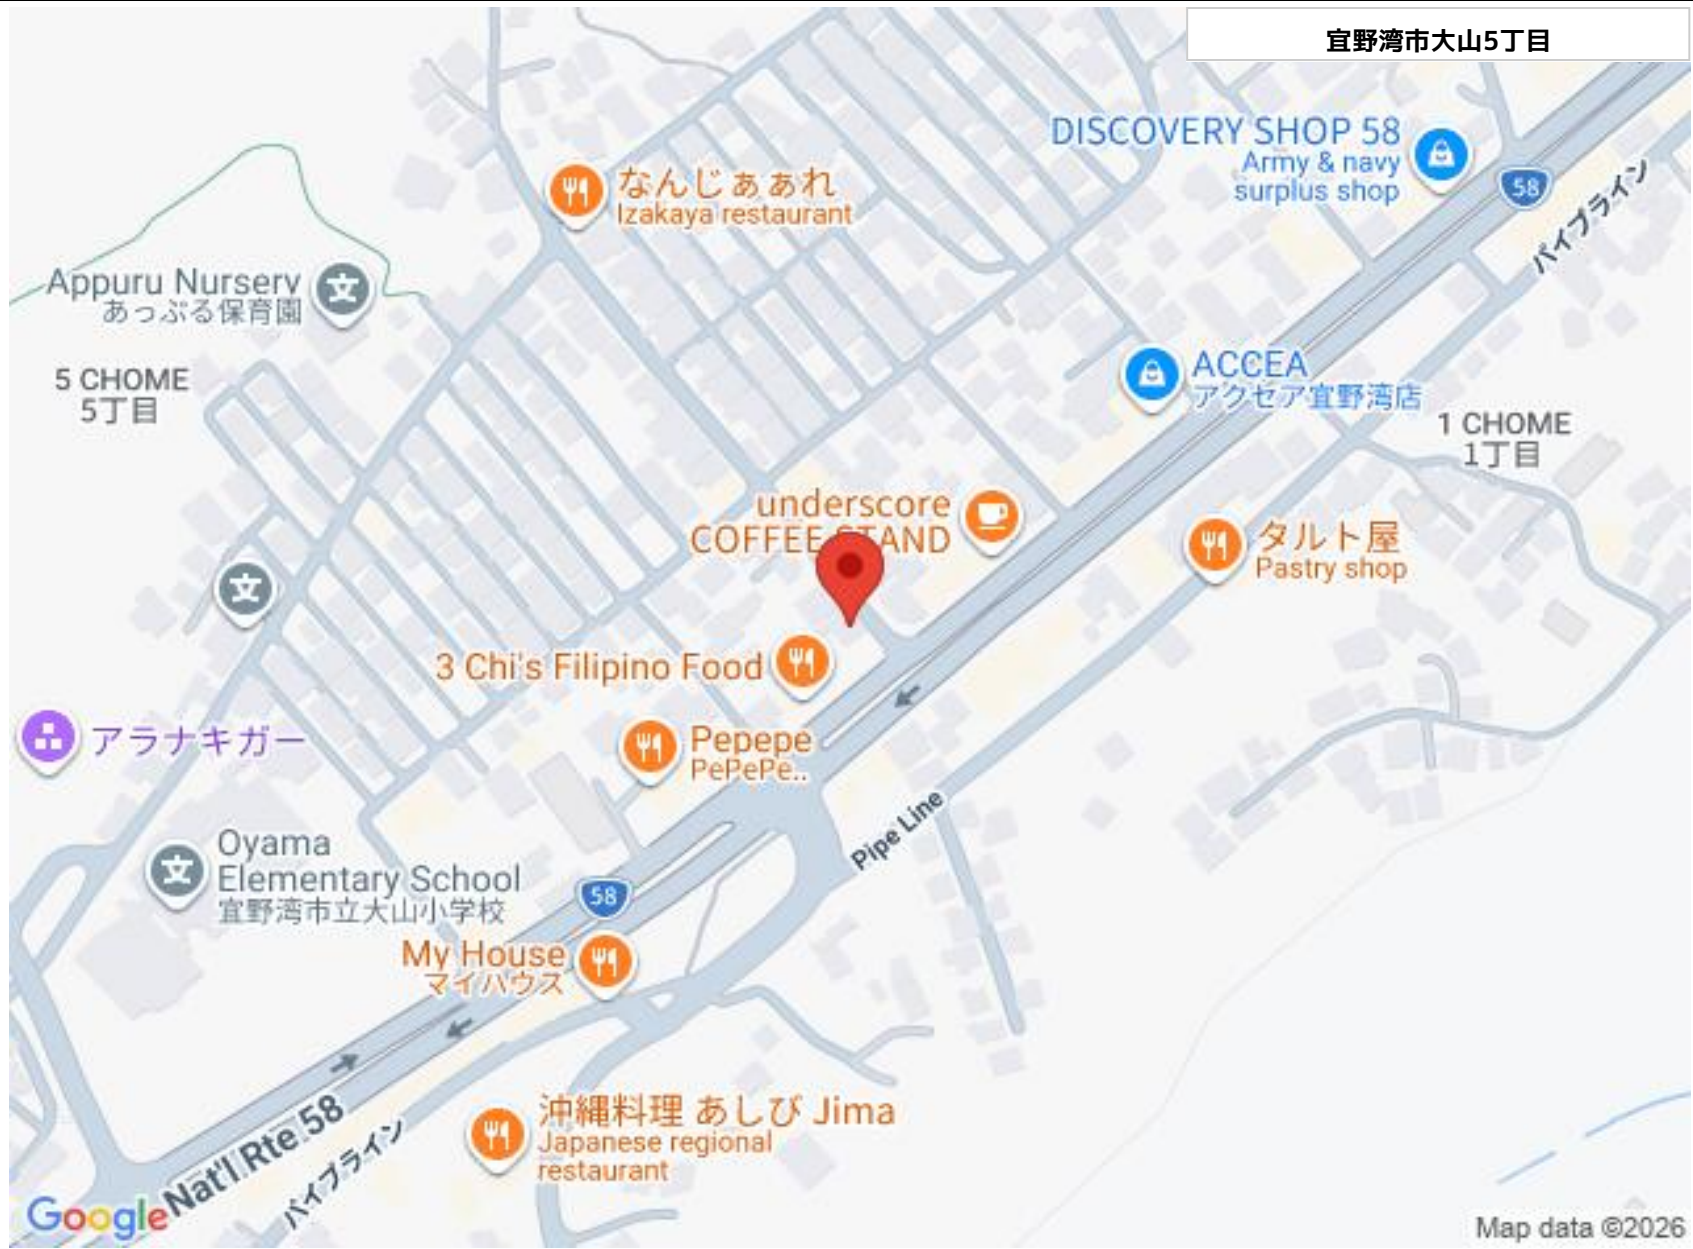 宜野湾市大山5丁目
DISCOVERY SHOP 58
Army & navy
surplus shop
58
パイプライン
なんじぁぁれ
Izakaya restaurant
Appuru Nursery
あっぷる保育園
文
5 CHOME
5丁目
ACCEA
アクセア宜野湾店
1 CHOME
1丁目
underscore
COFFEE STAND
タルト屋
Pastry shop
文
3 Chi's Filipino Food
アラナキガー
Pepepe
PePePe..
Pipe Line
Oyama
Elementary School
宜野湾市立大山小学校
文
58
My House
マイハウス
Nat'l Rte 58
パイプライン
沖縄料理 あしび Jima
Japanese regional
restaurant
Google
Map data ©2026